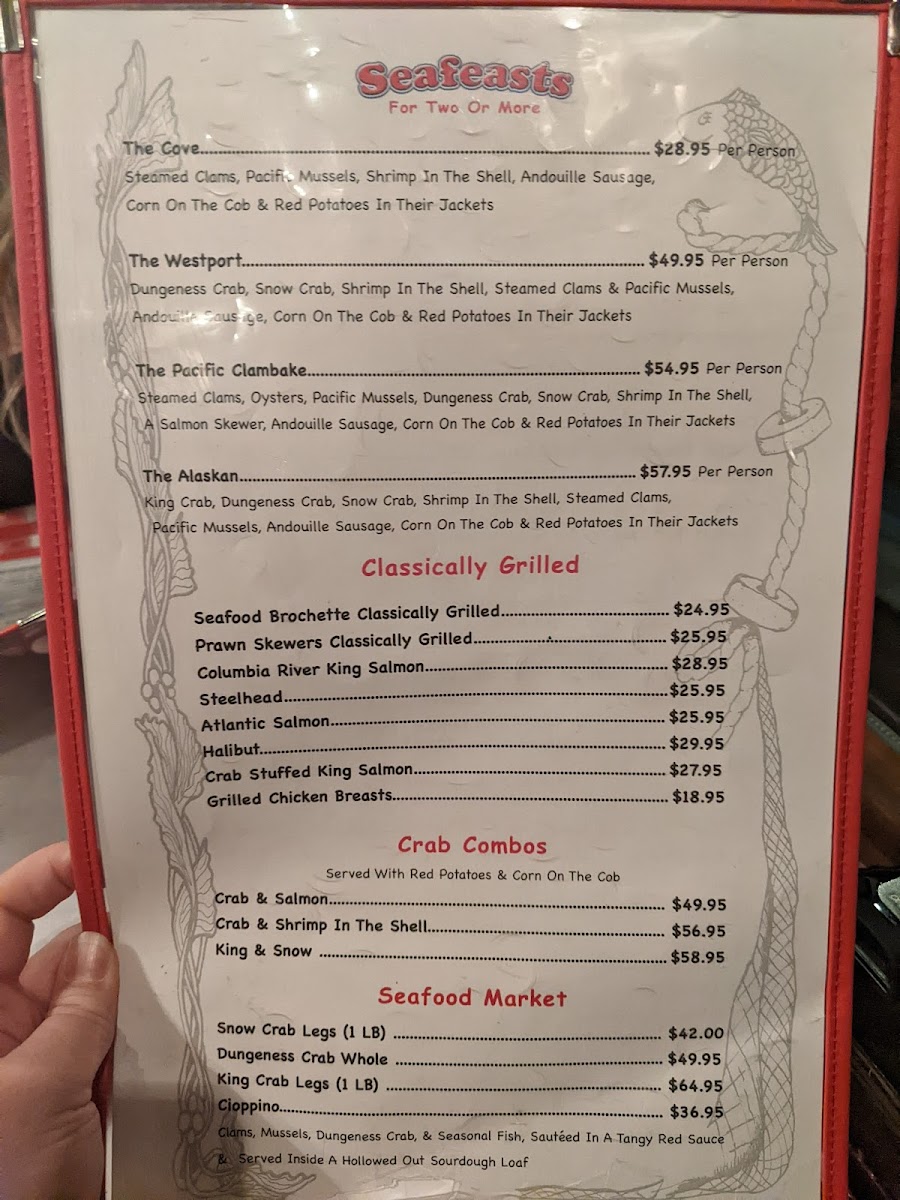 Seafeasts
For Two Or More
The Cove........ $28.95 Per Person
Steamed Clams, Pacific Mussels, Shrimp In The Shell, Andouille Sausage,
Corn On The Cob & Red Potatoes In Their Jackets
The Westport........ $49.95 Per Person
Dungeness Crab, Snow Crab, Shrimp In The Shell, Steamed Clams & Pacific Mussels,
Andouille Sausage, Corn On The Cob & Red Potatoes In Their Jackets
The Pacific Clambake........ $54.95 Per Person
Steamed Clams, Oysters, Pacific Mussels, Dungeness Crab, Snow Crab, Shrimp In The Shell,
A Salmon Skewer, Andouille Sausage, Corn On The Cob & Red Potatoes In Their Jackets
The Alaskan........ $57.95 Per Person
King Crab, Dungeness Crab, Snow Crab, Shrimp In The Shell, Steamed Clams,
Pacific Mussels, Andouille Sausage, Corn On The Cob & Red Potatoes In Their Jackets
Classically Grilled
Seafood Brochette Classically Grilled........ $24.95
Prawn Skewers Classically Grilled........ $25.95
Columbia River King Salmon........ $28.95
Steelhead........ $25.95
Atlantic Salmon........ $25.95
Halibut........ $29.95
Crab Stuffed King Salmon........ $27.95
Grilled Chicken Breasts........ $18.95
Crab Combos
Served With Red Potatoes & Corn On The Cob
Crab & Salmon........ $49.95
Crab & Shrimp In The Shell........ $56.95
King & Snow ........ $58.95
Seafood Market
Snow Crab Legs (1 LB) ........ $42.00
Dungeness Crab Whole ........ $49.95
King Crab Legs (1 LB) ........ $64.95
Cioppino........ $36.95
Clams, Mussels, Dungeness Crab, & Seasonal Fish, Sautéed In A Tangy Red Sauce
& Served Inside A Hollowed Out Sourdough Loaf